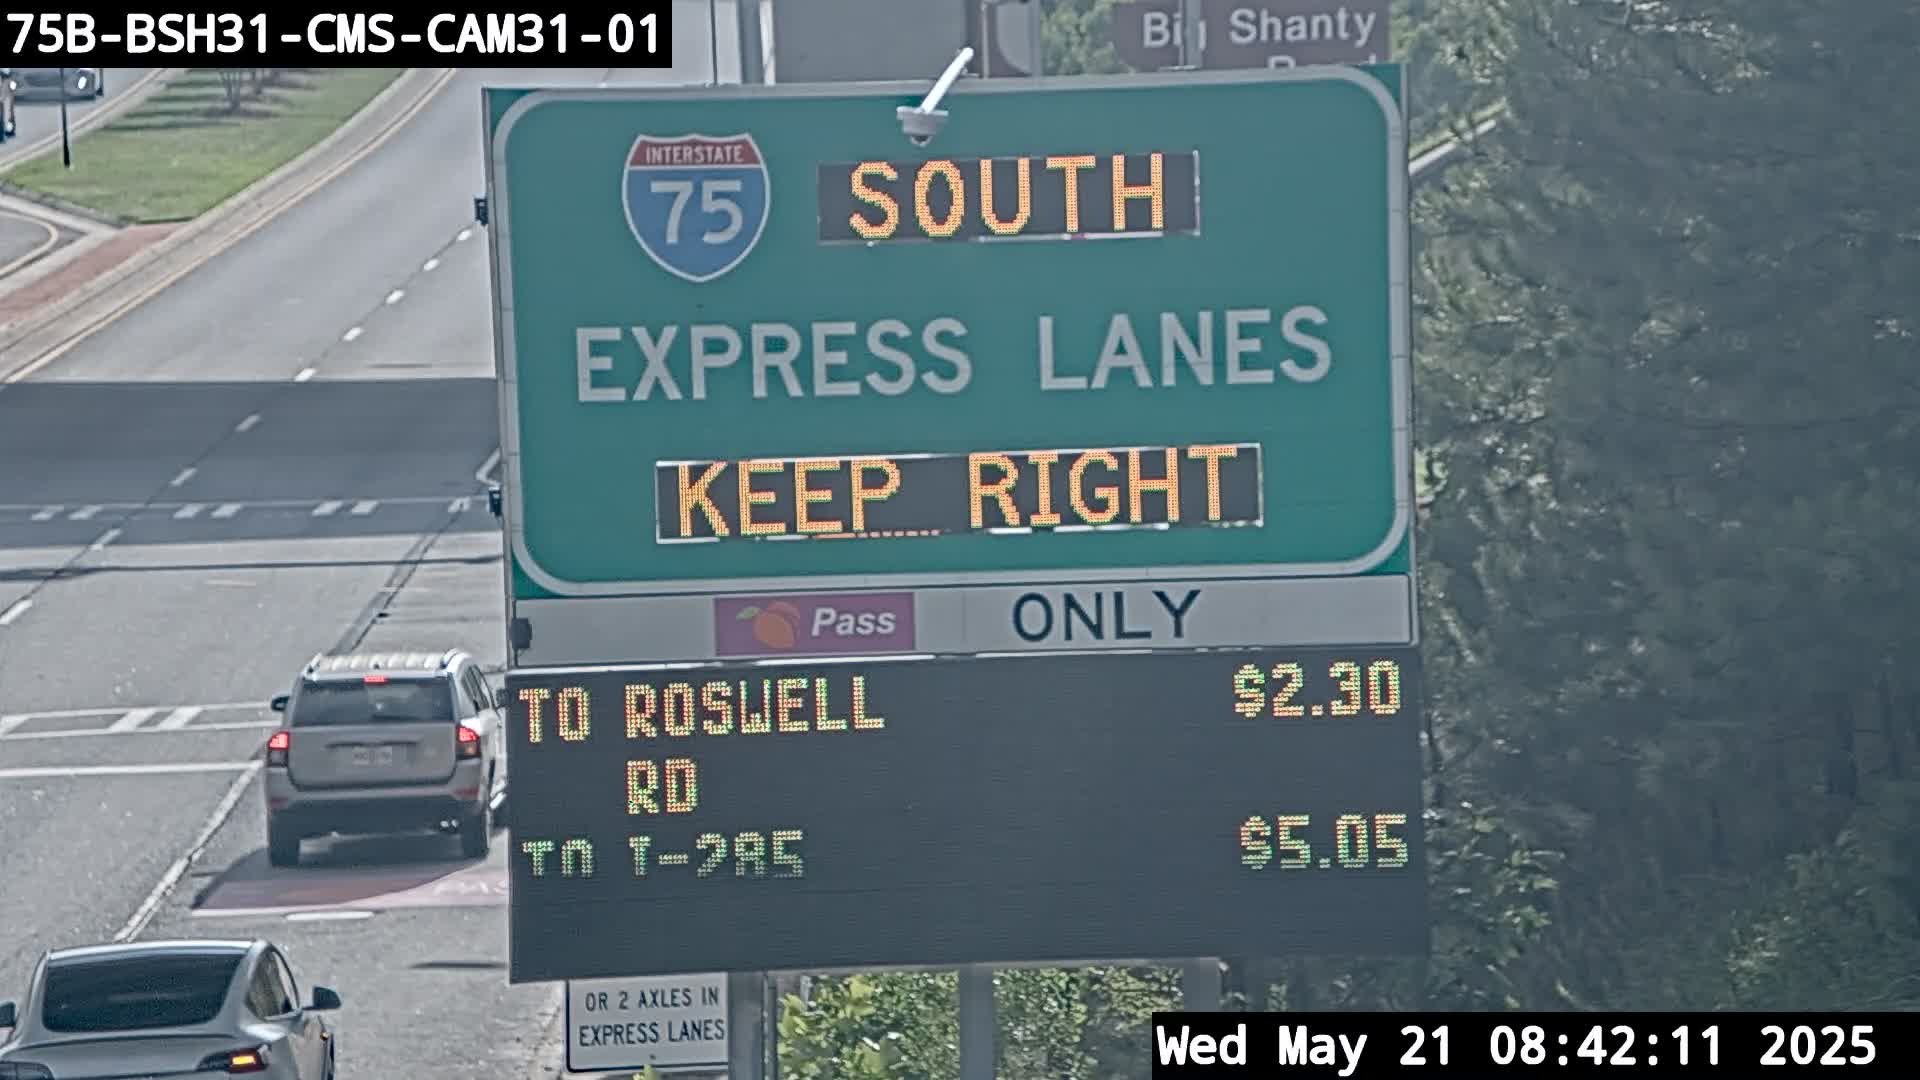 75B-BSH31-CMS-CAM31-01
Big Shanty
Road
INTERSTATE
75
SOUTH
EXPRESS LANES
KEEP RIGHT
Pass
ONLY
TO ROSWELL $2.30
RD
TO I-285 $5.05
OR 2 AXLES IN
EXPRESS LANES
Wed May 21 08:42:11 2025